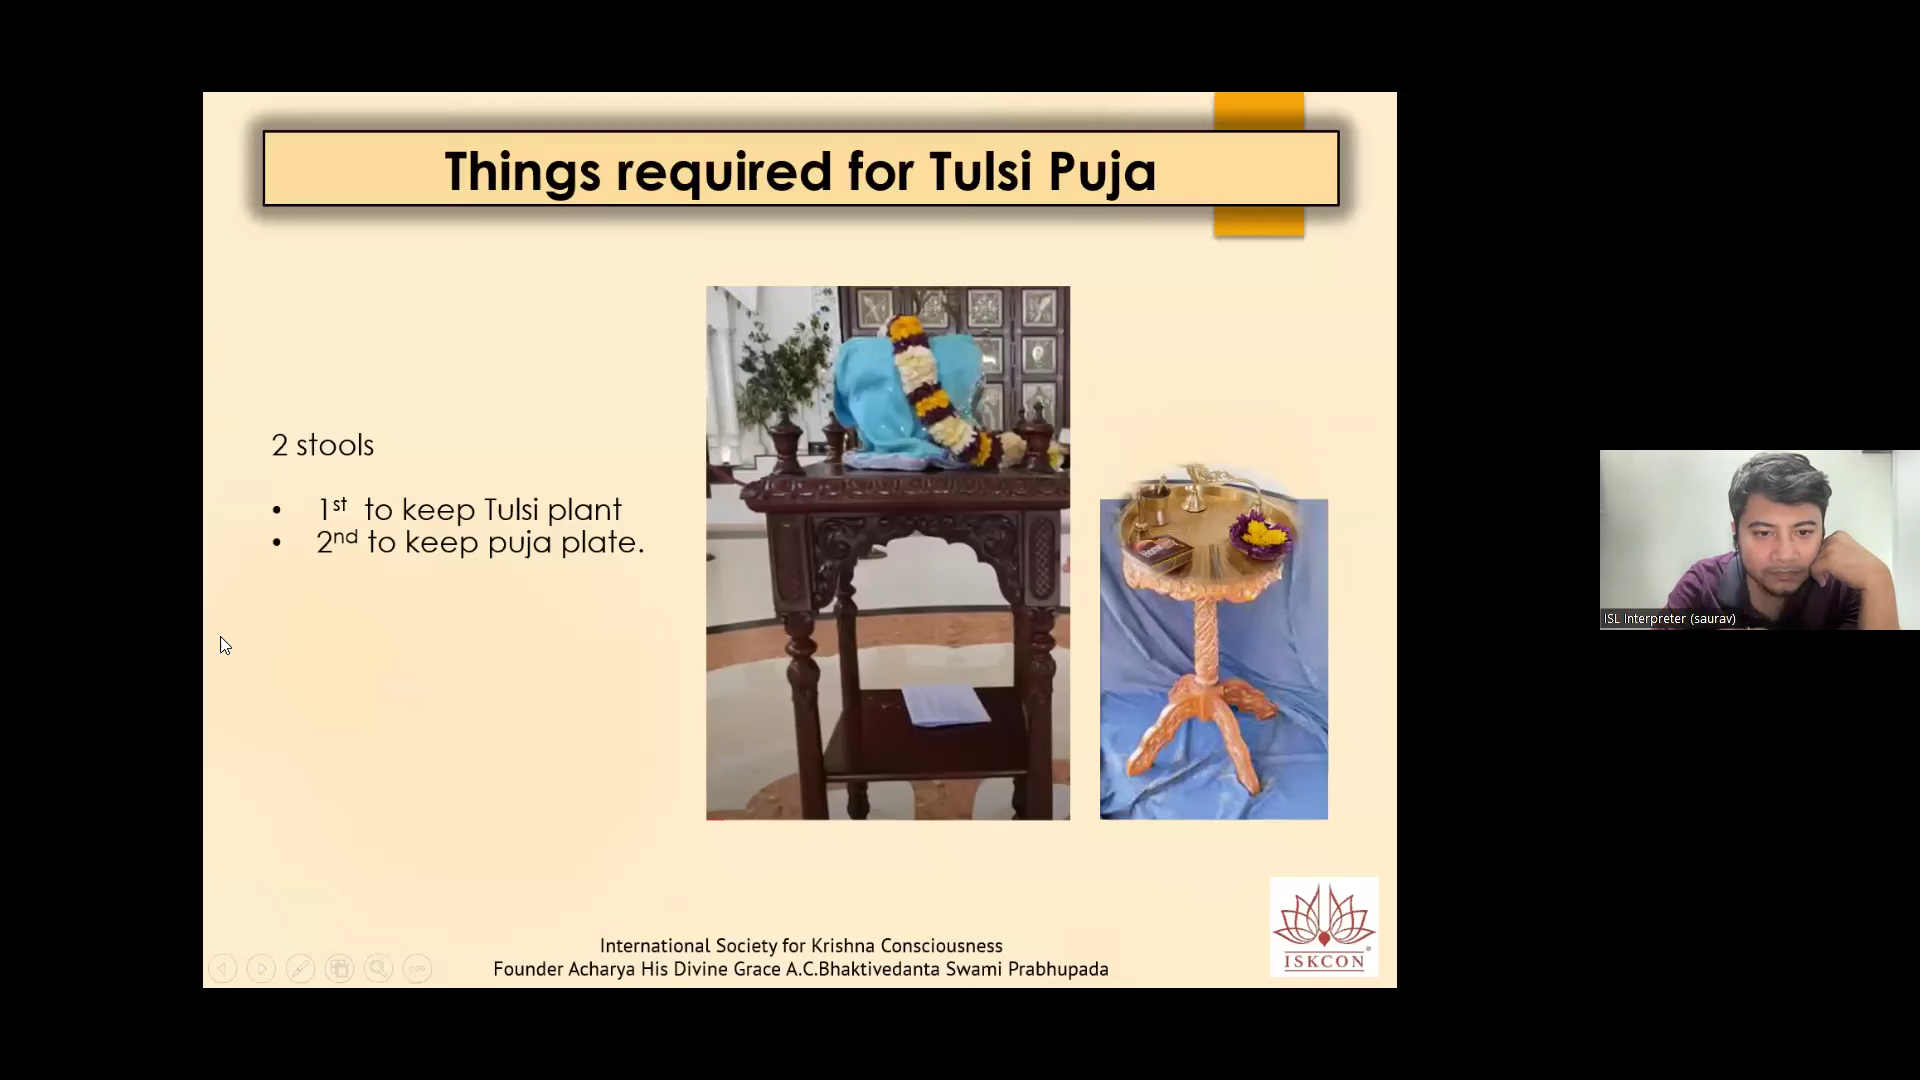 Things required for Tulsi Puja
2 stools
• 1st to keep Tulsi plant
• 2nd to keep puja plate.
International Society for Krishna Consciousness
Founder Acharya His Divine Grace A.C.Bhaktivedanta Swami Prabhupada
ISKCON
ISL Interpreter (saurav)